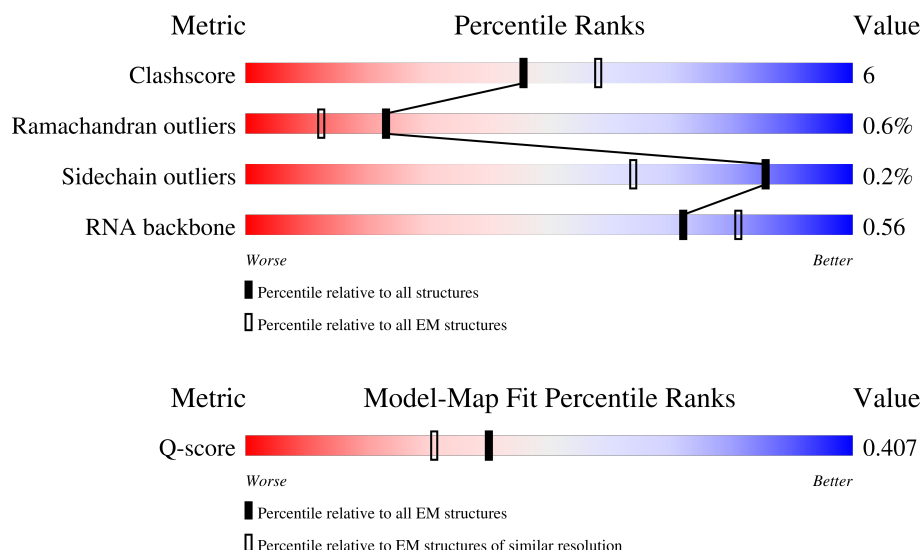 Metric Percentile Ranks Value
Clashscore 6
Ramachandran outliers 0.6%
Sidechain outliers 0.2%
RNA backbone 0.56
Worse Better
Percentile relative to all structures
Percentile relative to all EM structures
Metric Model-Map Fit Percentile Ranks Value
Q-score 0.407
Worse Better
Percentile relative to all EM structures
Percentile relative to EM structures of similar resolution